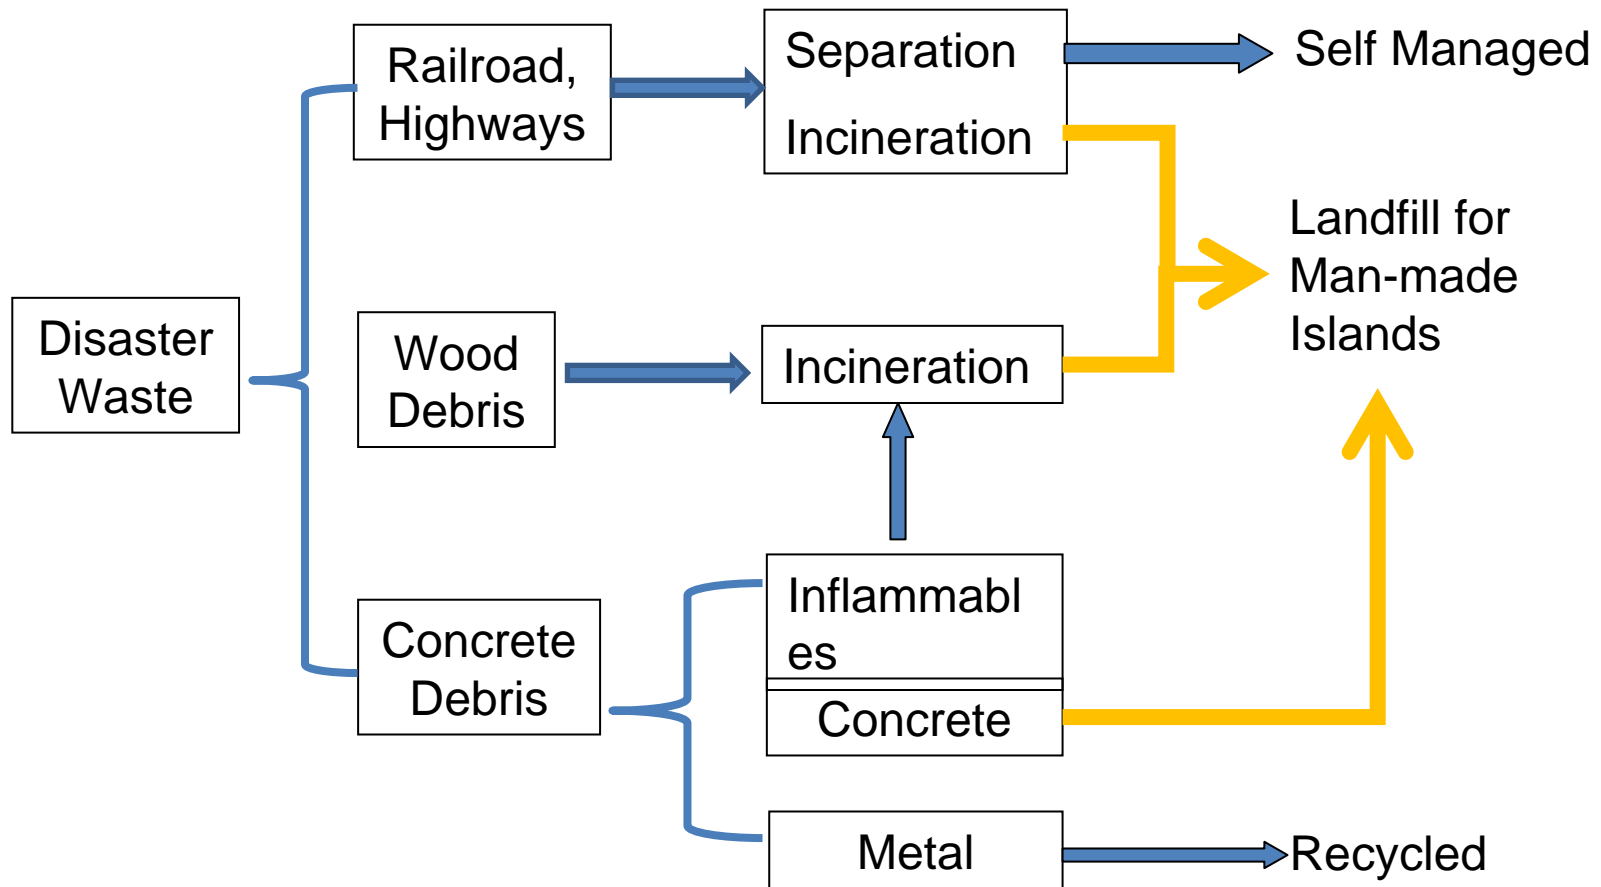 Railroad,
Highways
Separation
Incineration
Self Managed
Landfill for
Man-made
Islands
Disaster
Waste
Wood
Debris
Incineration
Inflammabl
es
Concrete
Debris
Concrete
Metal
Recycled